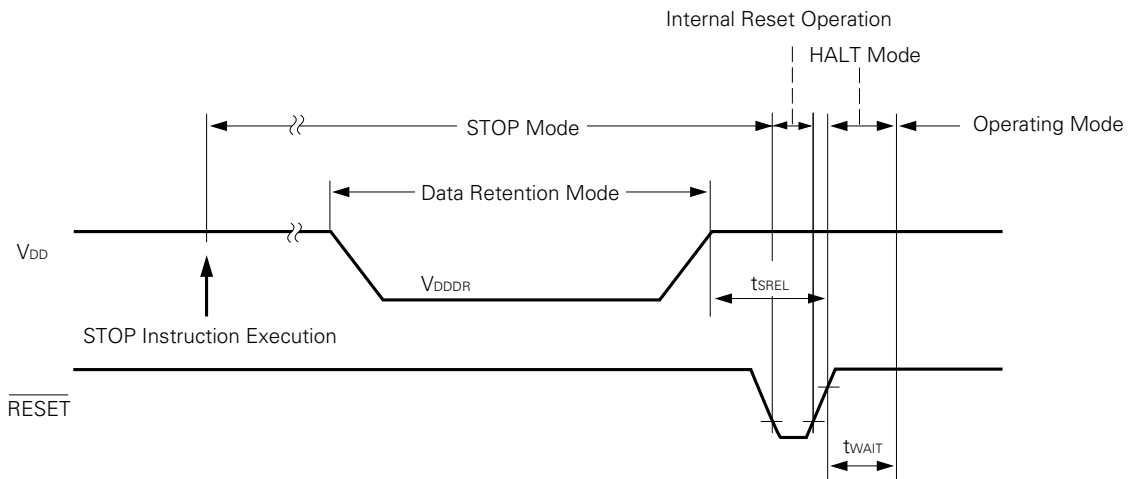 Internal Reset Operation
HALT Mode
STOP Mode
Operating Mode
Data Retention Mode
VDD
VDDDR
tSREL
STOP Instruction Execution
RESET
tWAIT